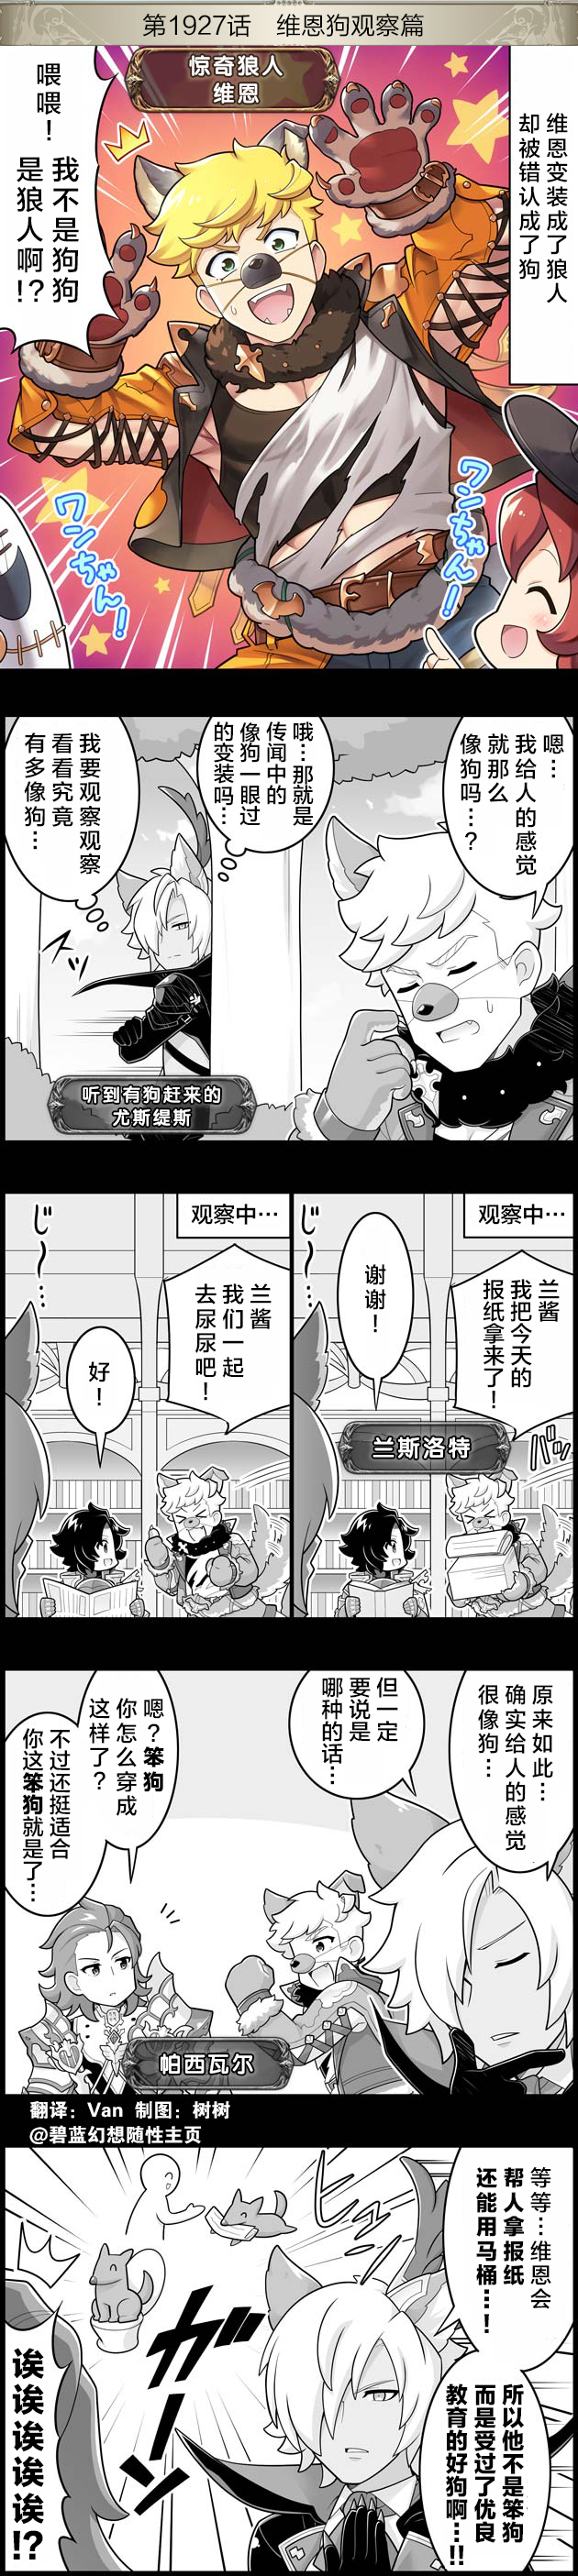 第1927话　维恩狗观察篇
惊奇狼人
维恩
维恩变装成了狼人
却被错认成了狗
喂喂！
我不是狗狗
是狼人啊!?
ワンちゃん!
ワンちゃん!
嗯…
我给人的感觉
就那么
像狗吗…?
哦…那就是
传闻中的
像狗一眼过
的变装吗…
我要观察观察
看看究竟
有多像狗…
スッ
听到有狗赶来的
尤斯缇斯
观察中…
兰酱
我把今天的
报纸拿来了!
谢谢!
バッ
じ～…
兰斯洛特
观察中…
兰酱
我们一起
去尿尿吧!
好!
じ～…
原来如此…
确实给人的感觉
很像狗…
但一定
要说是
哪种的话…
嗯?笨狗
你怎么穿成
这样了?
不过还挺适合
你这笨狗就是了…
帕西瓦尔
翻译：Van 制图：树树
@碧蓝幻想随性主页
等等…维恩会
帮人拿报纸
还能用马桶…!
所以他不是笨狗
而是受过了优良
教育的好狗啊…!!
ガーン
诶诶诶诶诶!?